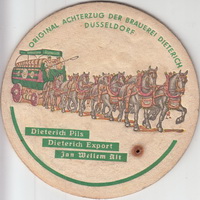 ORIGINAL ACHTERZUG DER BRAUEREI DIETERICH
DÜSSELDORF
Dieterich Pils
Dieterich Export
Jan Wellem Alt